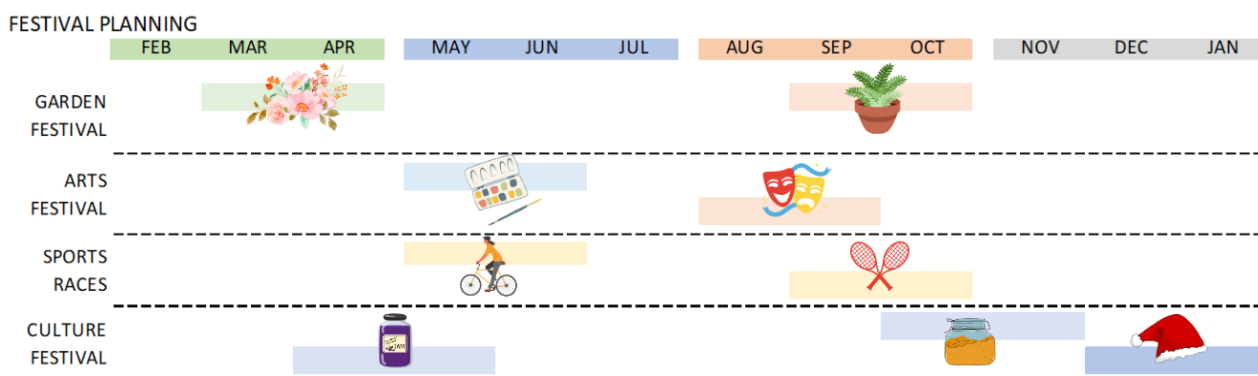 FESTIVAL PLANNING
FEB MAR APR MAY JUN JUL AUG SEP OCT NOV DEC JAN
GARDEN
FESTIVAL
ARTS
FESTIVAL
SPORTS
RACES
CULTURE
FESTIVAL
JAM